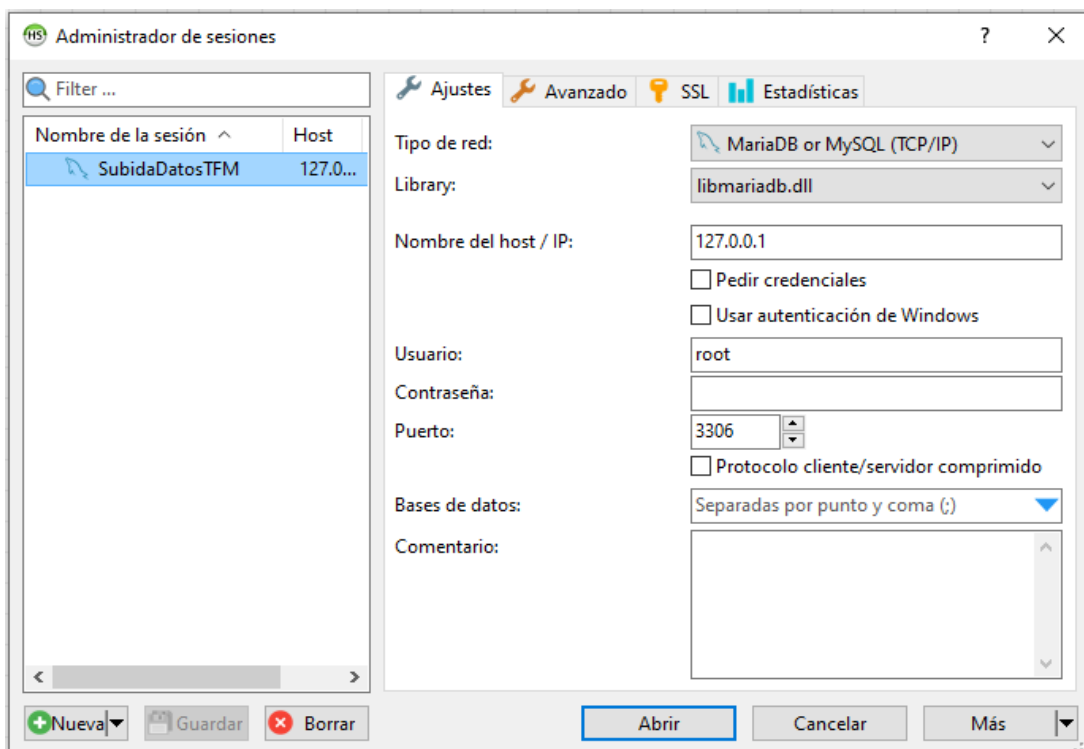 HS Administrador de sesiones ?
Filter ...
Nombre de la sesión Host
SubidaDatosTFM 127.0...
Nueva Guardar Borrar
Ajustes Avanzado SSL Estadísticas
Tipo de red: MariaDB or MySQL (TCP/IP)
Library: libmariadb.dll
Nombre del host / IP: 127.0.0.1
Pedir credenciales
Usar autenticación de Windows
Usuario: root
Contraseña:
Puerto: 3306
Protocolo cliente/servidor comprimido
Bases de datos: Separadas por punto y coma (;)
Comentario:
Abrir Cancelar Más